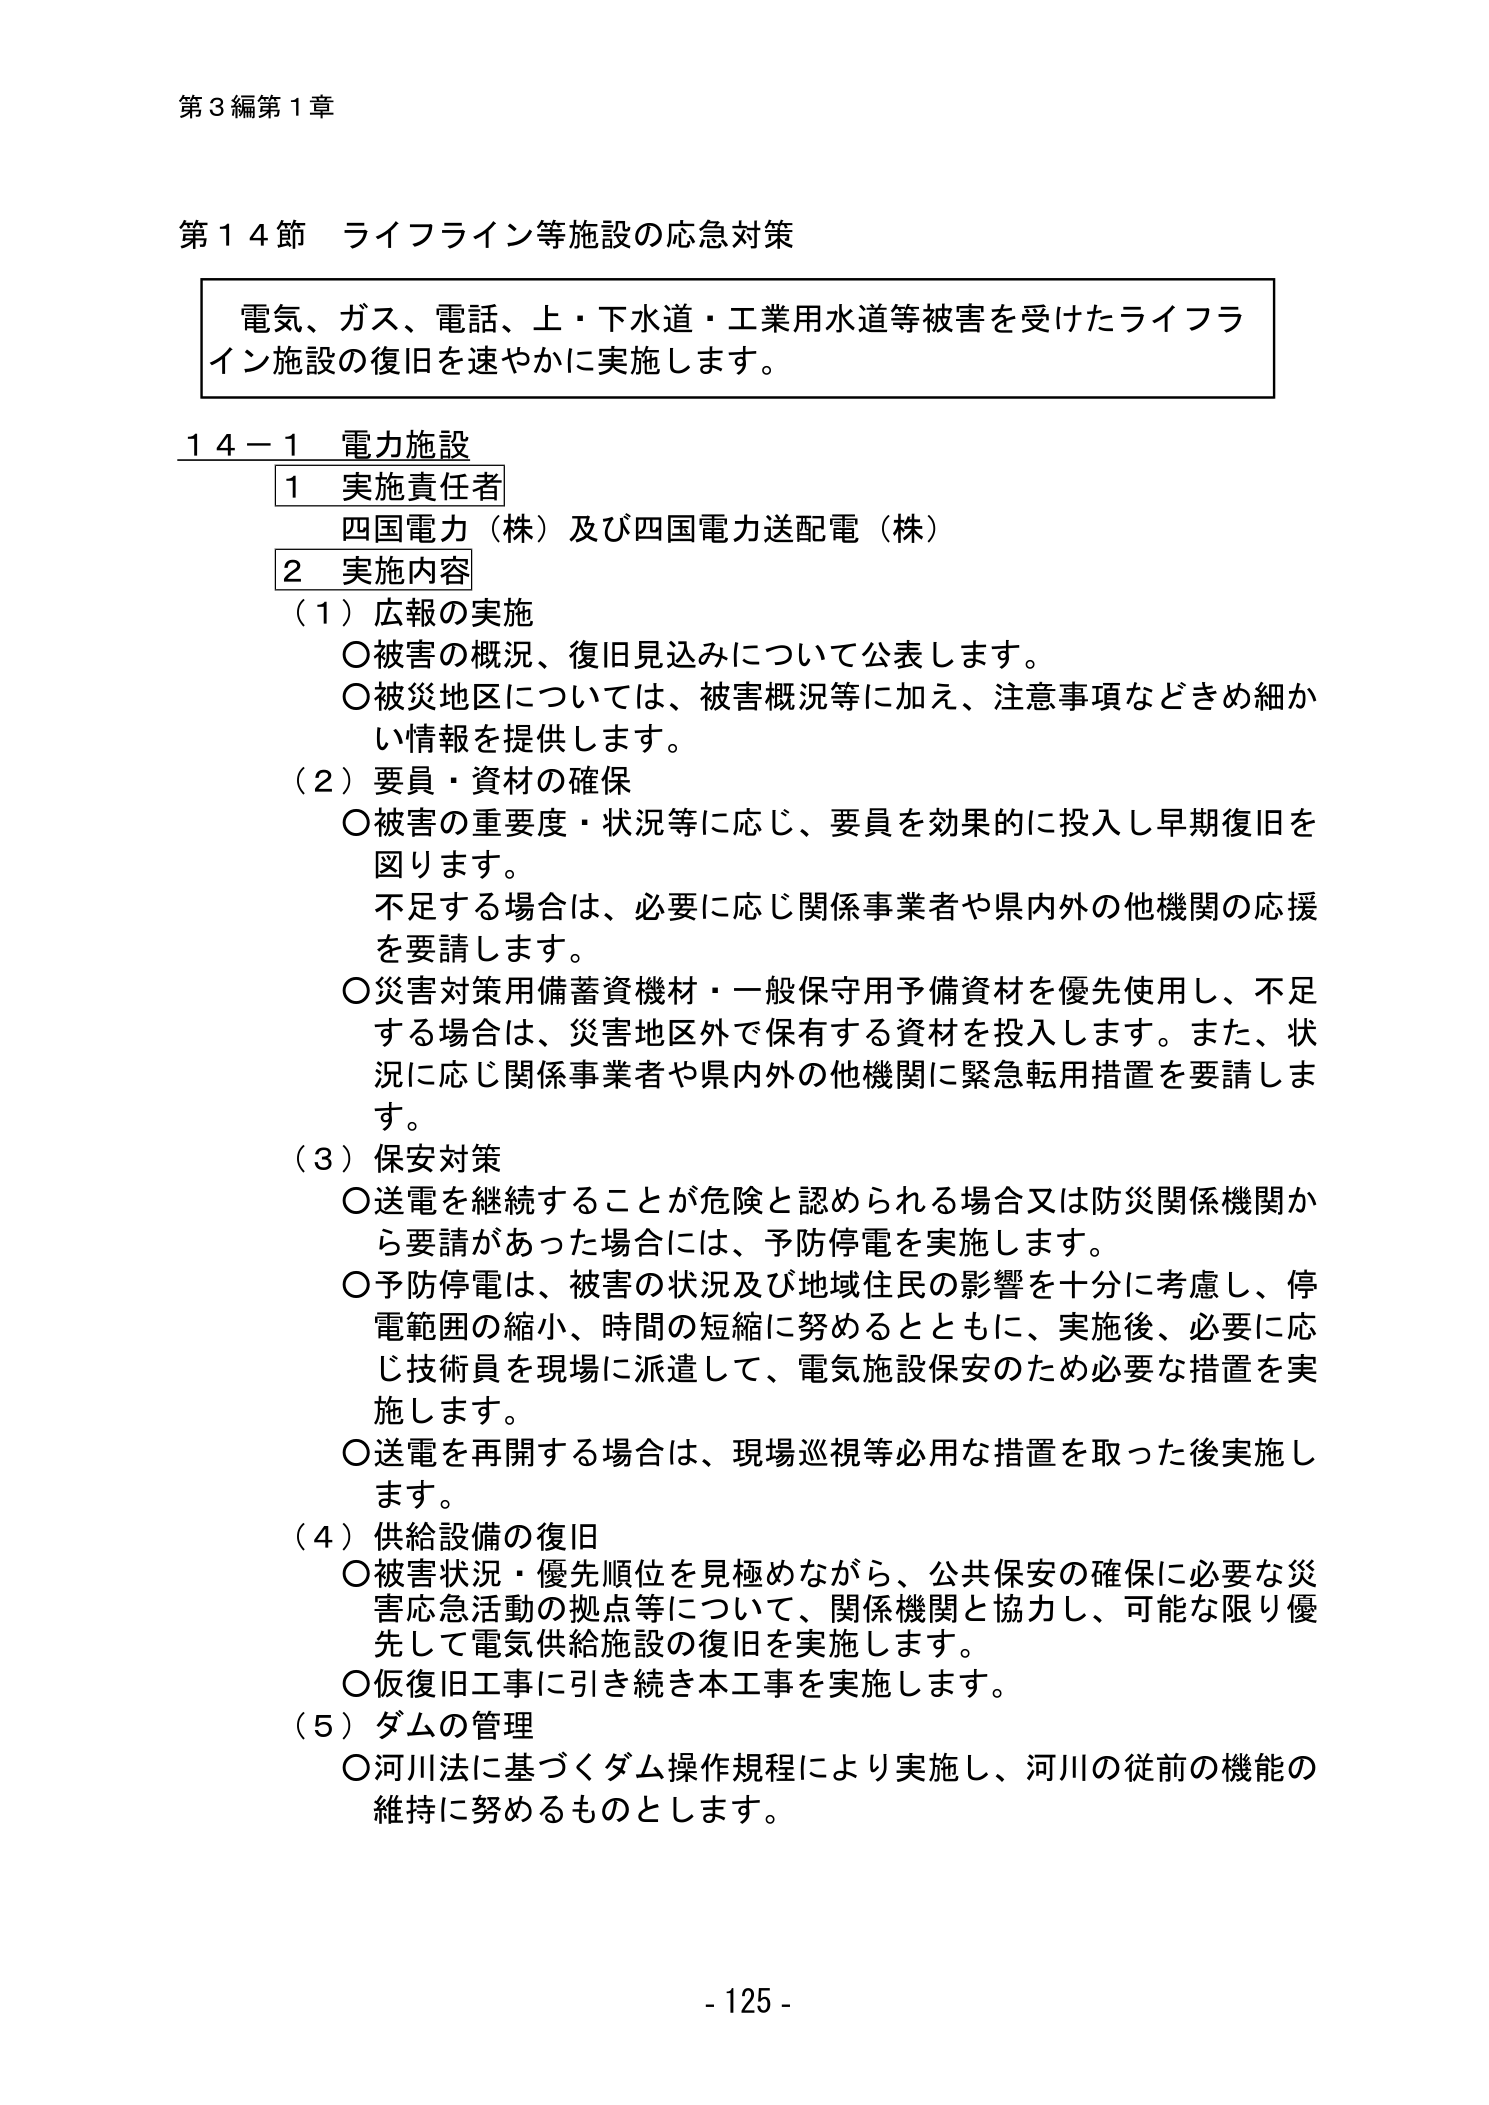 第３編第１章
第１４節　ライフライン等施設の応急対策
電気、ガス、電話、上・下水道・工業用水道等被害を受けたライフラ
イン施設の復旧を速やかに実施します。
１４－１　電力施設
１　実施責任者
四国電力（株）及び四国電力送配電（株）
２　実施内容
（１）広報の実施
○被害の概況、復旧見込みについて公表します。
○被災地区については、被害概況等に加え、注意事項などきめ細か
い情報を提供します。
（２）要員・資材の確保
○被害の重要度・状況等に応じ、要員を効果的に投入し早期復旧を
図ります。
不足する場合は、必要に応じ関係事業者や県内外の他機関の応援
を要請します。
○災害対策用備蓄資機材・一般保守用予備資材を優先使用し、不足
する場合は、災害地区外で保有する資材を投入します。また、状
況に応じ関係事業者や県内外の他機関に緊急転用措置を要請しま
す。
（３）保安対策
○送電を継続することが危険と認められる場合又は防災関係機関か
ら要請があった場合には、予防停電を実施します。
○予防停電は、被害の状況及び地域住民の影響を十分に考慮し、停
電範囲の縮小、時間の短縮に努めるとともに、実施後、必要に応
じ技術員を現場に派遣して、電気施設保安のため必要な措置を実
施します。
○送電を再開する場合は、現場巡視等必用な措置を取った後実施し
ます。
（４）供給設備の復旧
○被害状況・優先順位を見極めながら、公共保安の確保に必要な災
害応急活動の拠点等について、関係機関と協力し、可能な限り優
先して電気供給施設の復旧を実施します。
○仮復旧工事に引き続き本工事を実施します。
（５）ダムの管理
○河川法に基づくダム操作規程により実施し、河川の従前の機能の
維持に努めるものとします。
- 125 -